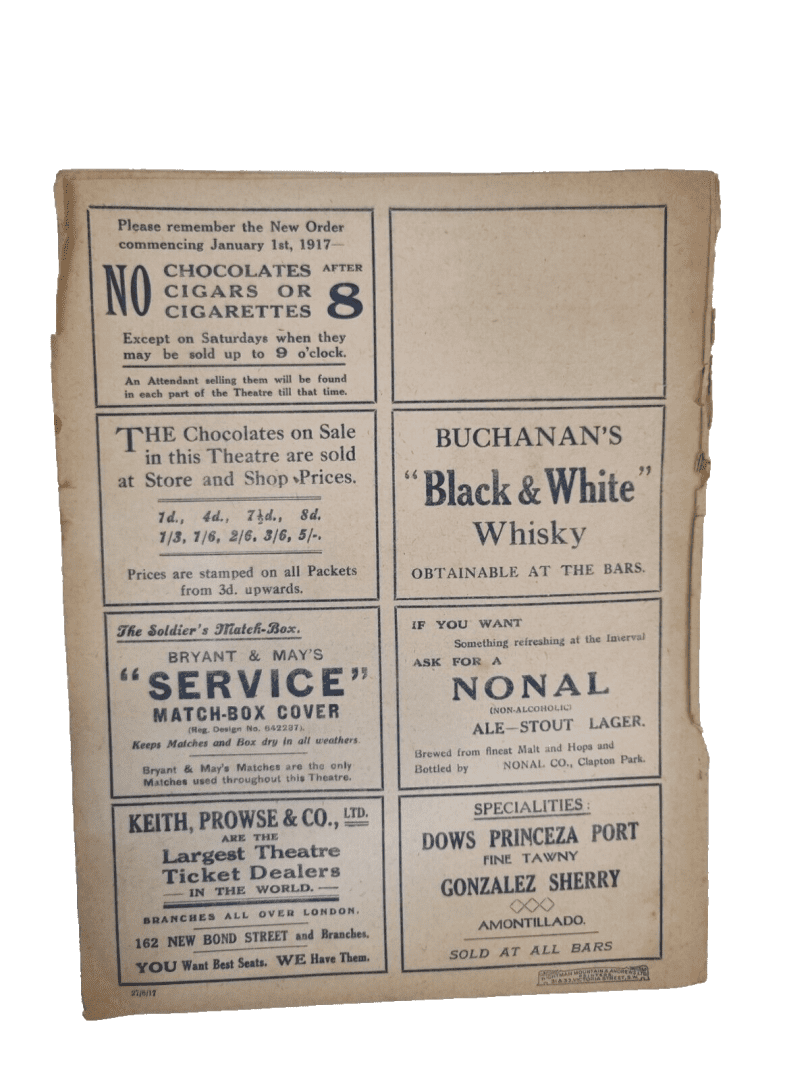 Please remember the New Order
commencing January 1st, 1917—
NO CHOCOLATES AFTER
CIGARS OR 8
CIGARETTES
Except on Saturdays when they
may be sold up to 9 o'clock.
An Attendant selling them will be found
in each part of the Theatre till that time.
THE Chocolates on Sale
in this Theatre are sold
at Store and Shop Prices.
1d., 4d., 7½d., 8d.
1/3, 1/6, 2/6, 3/6, 5/-.
Prices are stamped on all Packets
from 3d. upwards.
The Soldier's Match-Box.
BRYANT & MAY'S
"SERVICE"
MATCH-BOX COVER
(Reg. Design No. 642297).
Keeps Matches and Box dry in all weathers.
Bryant & May's Matches are the only
Matches used throughout this Theatre.
KEITH, PROWSE & CO., LTD.
ARE THE
Largest Theatre
Ticket Dealers
— IN THE WORLD. —
BRANCHES ALL OVER LONDON.
162 NEW BOND STREET and Branches.
YOU Want Best Seats. WE Have Them.
BUCHANAN'S
"Black & White"
Whisky
OBTAINABLE AT THE BARS.
IF YOU WANT
Something refreshing at the Interval
ASK FOR A
NONAL
(NON-ALCOHOLIC)
ALE—STOUT LAGER.
Brewed from finest Malt and Hops and
Bottled by NONAL CO., Clapton Park.
SPECIALITIES:
DOWS PRINCEZA PORT
FINE TAWNY
GONZALEZ SHERRY
AMONTILLADO.
SOLD AT ALL BARS